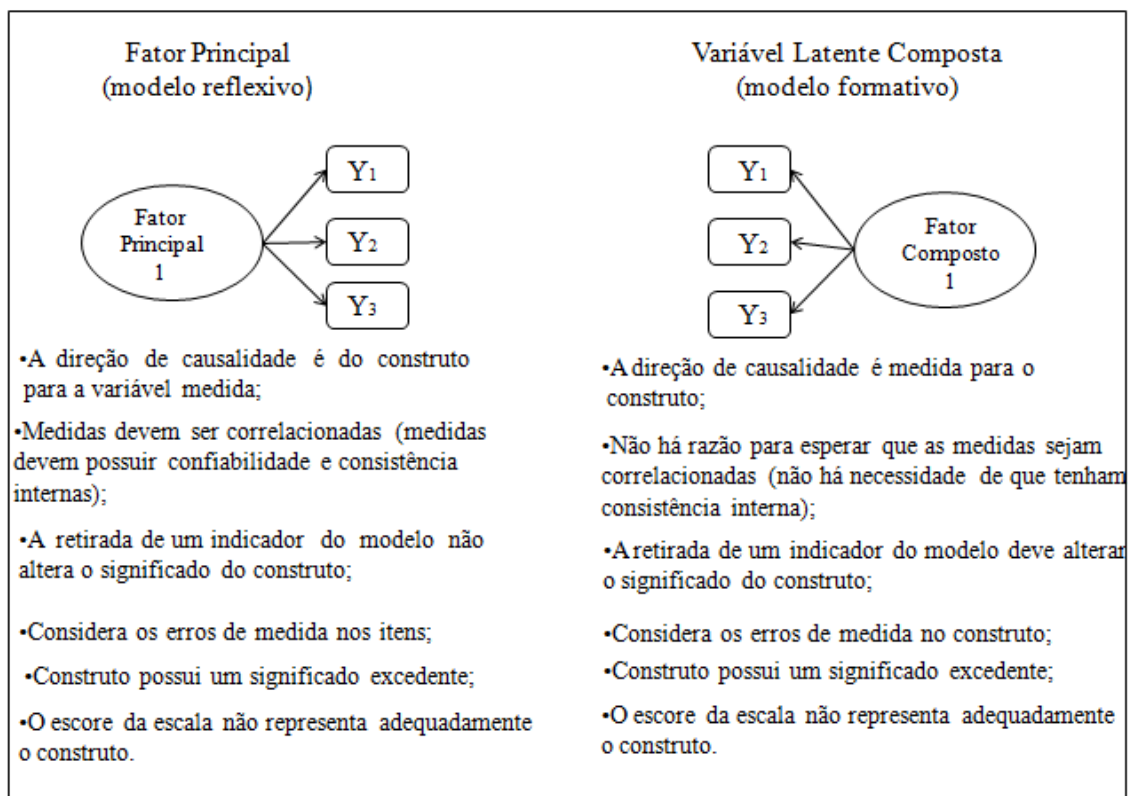 Fator Principal
(modelo reflexivo)
Y1
Y2
Y3
Fator
Principal
1
•A direção de causalidade é do construto
para a variável medida;
•Medidas devem ser correlacionadas (medidas
devem possuir confiabilidade e consistência
internas);
•A retirada de um indicador do modelo não
altera o significado do construto;
•Considera os erros de medida nos itens;
•Construto possui um significado excedente;
•O escore da escala não representa adequadamente
o construto.
Variável Latente Composta
(modelo formativo)
Y1
Y2
Y3
Fator
Composto
1
•A direção de causalidade é medida para o
construto;
•Não há razão para esperar que as medidas sejam
correlacionadas (não há necessidade de que tenham
consistência interna);
•A retirada de um indicador do modelo deve alterar
o significado do construto;
•Considera os erros de medida no construto;
•Construto possui um significado excedente;
•O escore da escala não representa adequadamente
o construto.